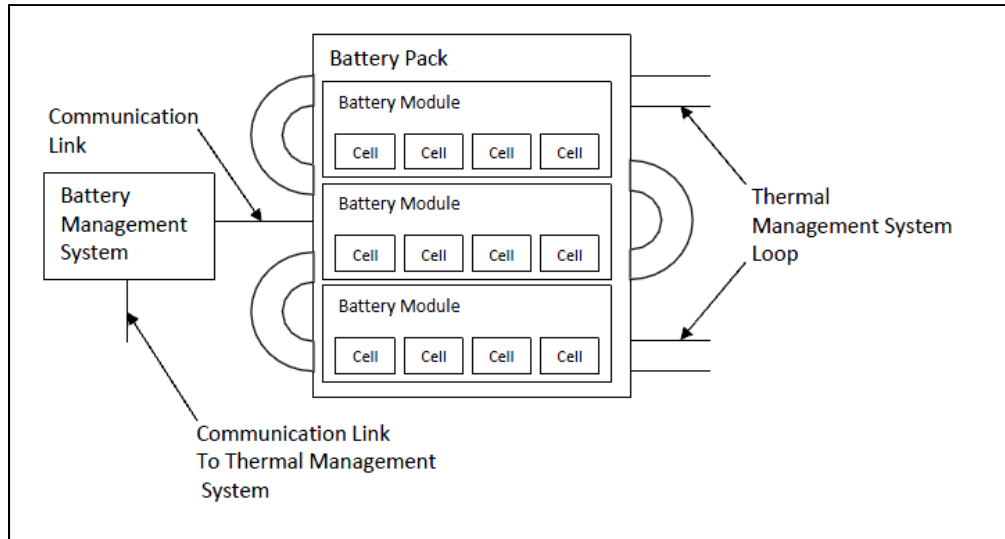 Battery Pack
Battery Module
Cell Cell Cell Cell
Communication
Link
Battery
Management
System
Battery Module
Cell Cell Cell Cell
Thermal
Management System
Loop
Battery Module
Cell Cell Cell Cell
Communication Link
To Thermal Management
System